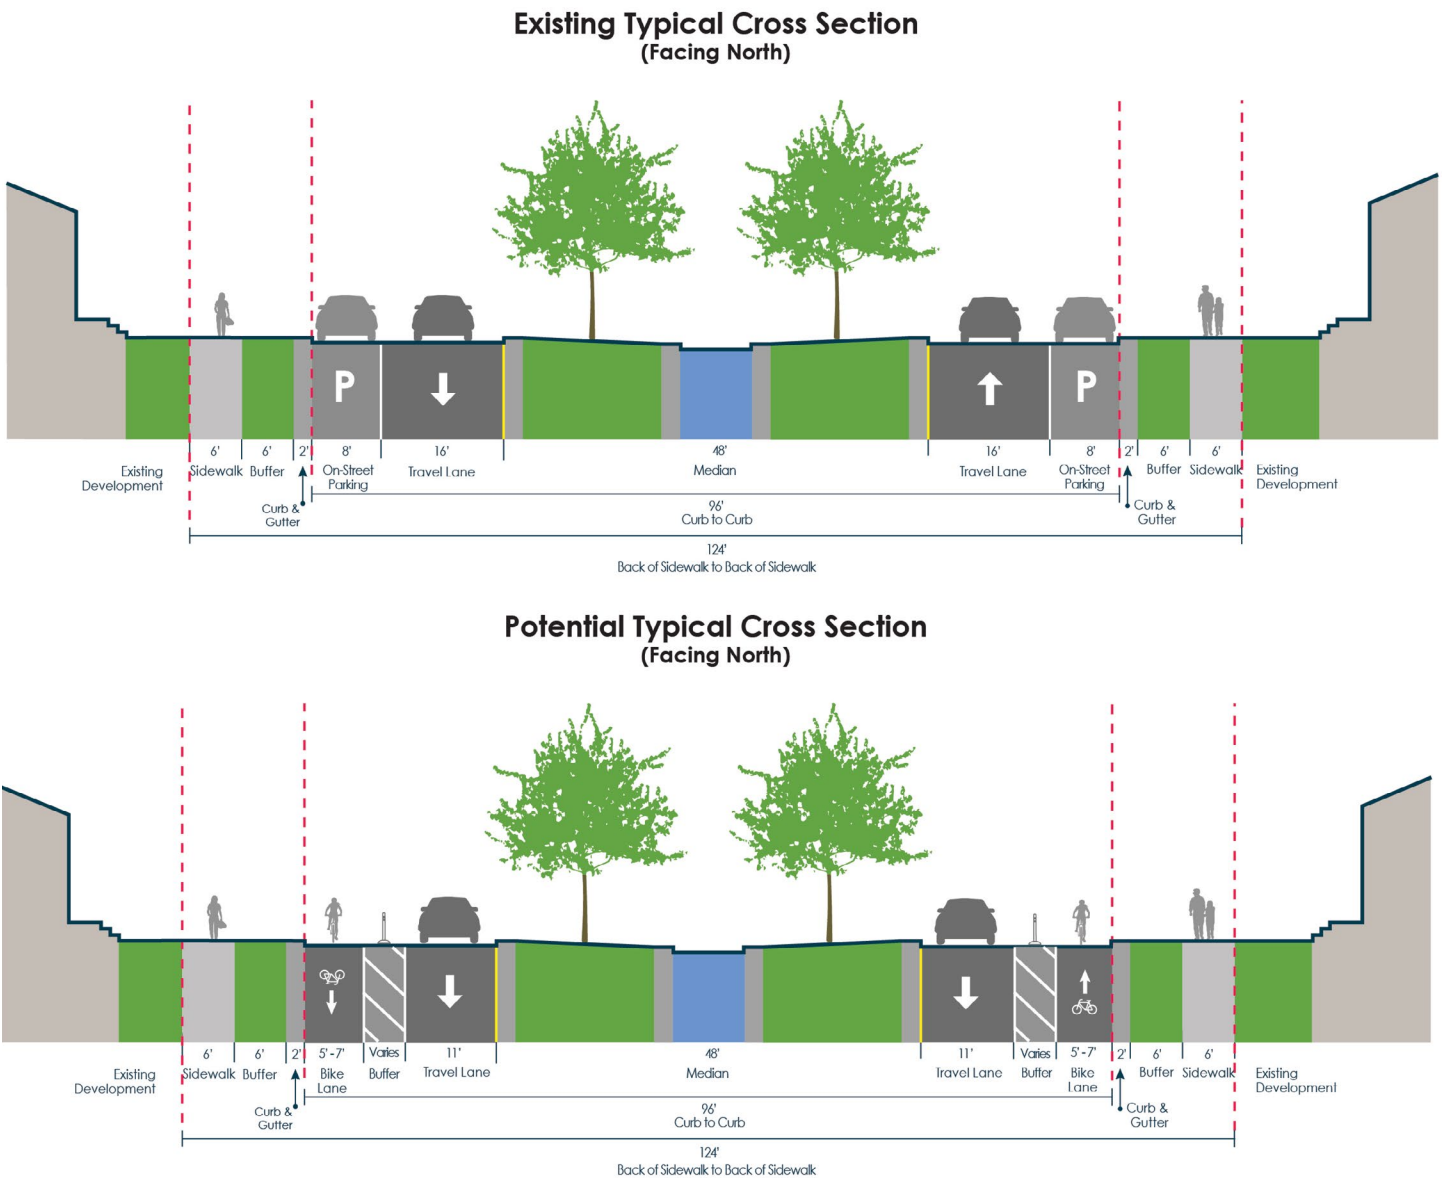 Existing Typical Cross Section
(Facing North)
P
P
6' 6' 2' 8' 16' 48' 16' 8' 2' 6' 6'
Existing Development
Sidewalk
Buffer
Curb & Gutter
On-Street Parking
Travel Lane
Median
Travel Lane
On-Street Parking
Curb & Gutter
Buffer
Sidewalk
Existing Development
96'
Curb to Curb
124'
Back of Sidewalk to Back of Sidewalk
Potential Typical Cross Section
(Facing North)
6' 6' 2' 5'-7' Varies 11' 48' 11' Varies 5'-7' 2' 6' 6'
Existing Development
Sidewalk
Buffer
Curb & Gutter
Bike Lane
Buffer
Travel Lane
Median
Travel Lane
Buffer
Bike Lane
Curb & Gutter
Buffer
Sidewalk
Existing Development
96'
Curb to Curb
124'
Back of Sidewalk to Back of Sidewalk